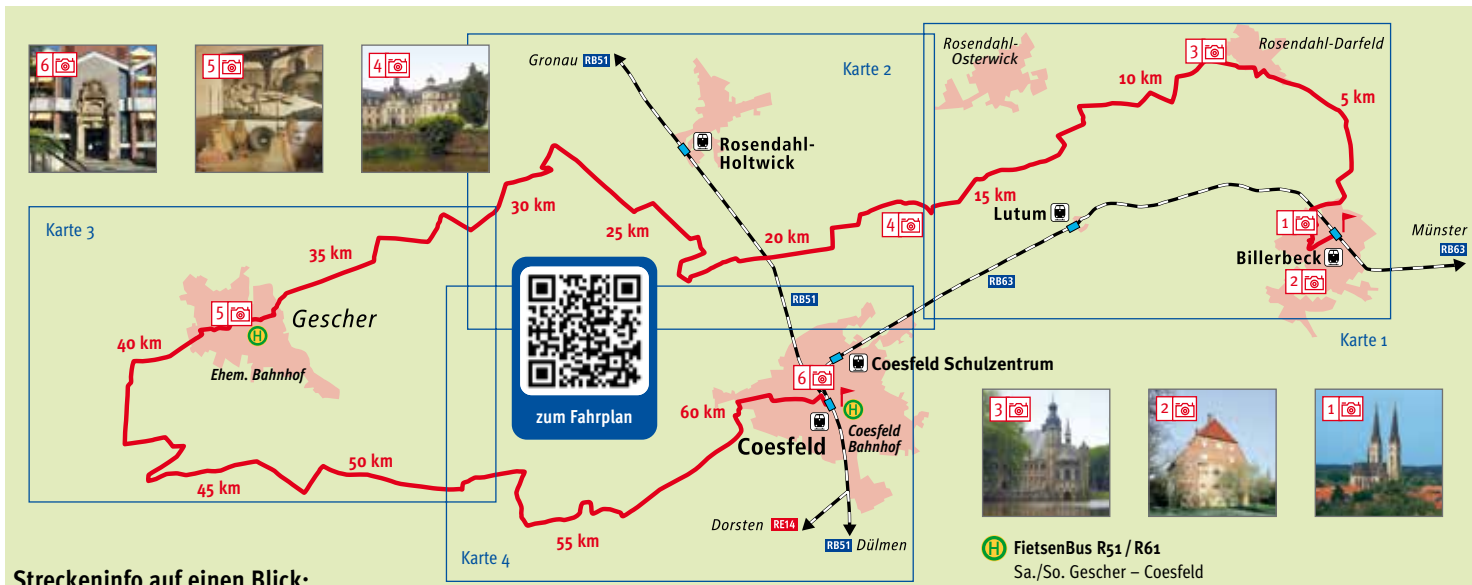 6
5
4
Gronau RB51
Karte 2
Rosendahl-
Osterwick
3
Rosendahl-Darfeld
10 km
5 km
Rosendahl-
Holtwick
Karte 3
30 km
35 km
25 km
20 km
4
15 km
Lutum
1
Billerbeck
2
Münster
RB63
RB51
RB63
5
Gescher
H
40 km
Ehem. Bahnhof
Karte 1
zum Fahrplan
Coesfeld Schulzentrum
6
60 km
H
Coesfeld
Coesfeld
Bahnhof
3
2
1
50 km
45 km
55 km
Dorsten RE14
RB51 Dülmen
Karte 4
H FietsenBus R51 / R61
Sa./So. Gescher – Coesfeld
Streckeninfo auf einen Blick: